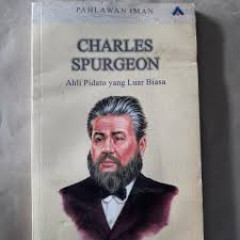 PAHLAWAN IMAN
CHARLES
SPURGEON
Ahli Pidato yang Luar Biasa